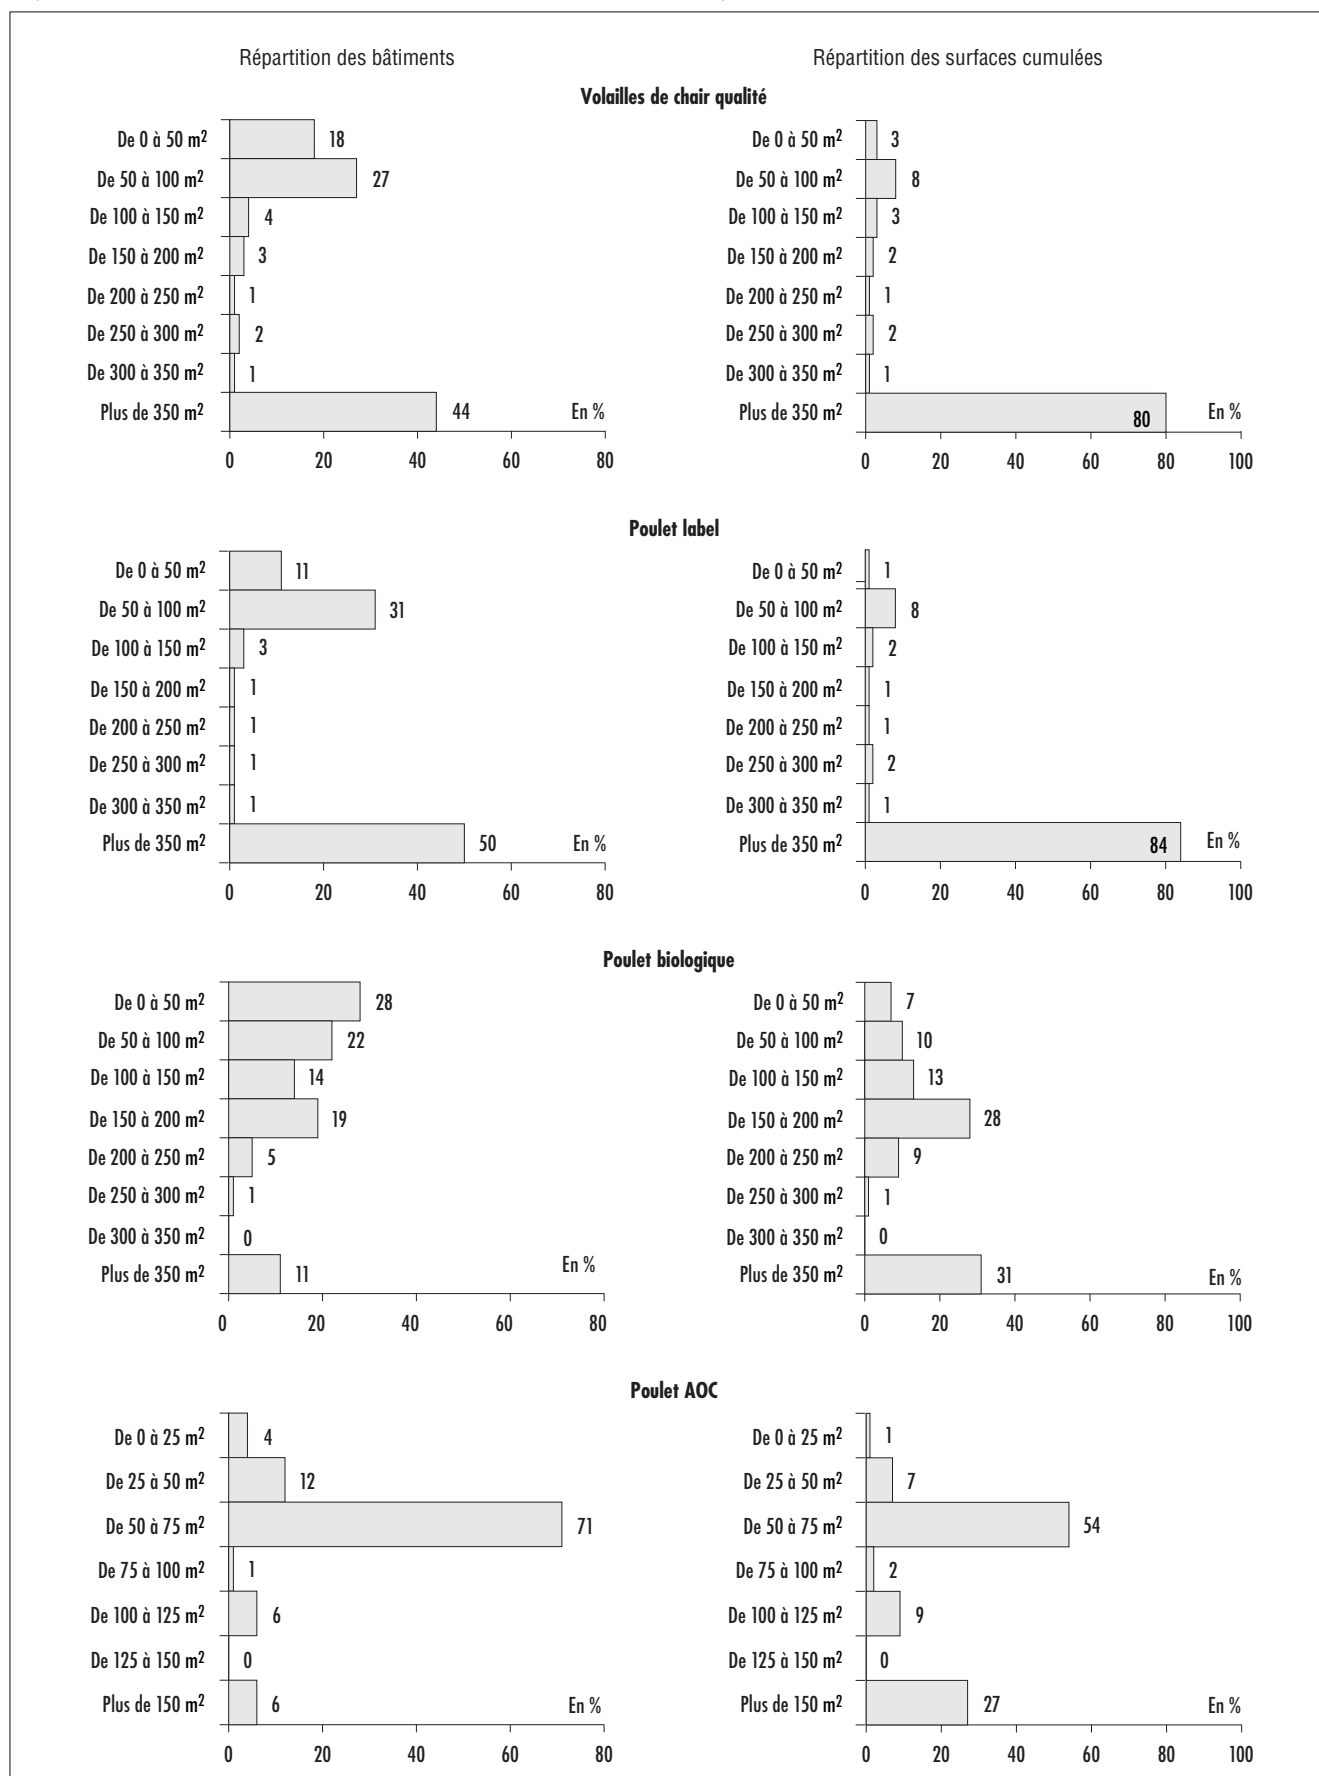 Répartition des bâtiments
Répartition des surfaces cumulées
Volailles de chair qualité
De 0 à 50 m² 18
De 50 à 100 m² 27
De 100 à 150 m² 4
De 150 à 200 m² 3
De 200 à 250 m² 1
De 250 à 300 m² 2
De 300 à 350 m² 1
Plus de 350 m² 44 En %
0 20 40 60 80
De 0 à 50 m² 3
De 50 à 100 m² 8
De 100 à 150 m² 3
De 150 à 200 m² 2
De 200 à 250 m² 1
De 250 à 300 m² 2
De 300 à 350 m² 1
Plus de 350 m² 80 En %
0 20 40 60 80 100
Poulet label
De 0 à 50 m² 11
De 50 à 100 m² 31
De 100 à 150 m² 3
De 150 à 200 m² 1
De 200 à 250 m² 1
De 250 à 300 m² 1
De 300 à 350 m² 1
Plus de 350 m² 50 En %
0 20 40 60 80
De 0 à 50 m² 1
De 50 à 100 m² 8
De 100 à 150 m² 2
De 150 à 200 m² 1
De 200 à 250 m² 1
De 250 à 300 m² 2
De 300 à 350 m² 1
Plus de 350 m² 84 En %
0 20 40 60 80 100
Poulet biologique
De 0 à 50 m² 28
De 50 à 100 m² 22
De 100 à 150 m² 14
De 150 à 200 m² 19
De 200 à 250 m² 5
De 250 à 300 m² 1
De 300 à 350 m² 0
Plus de 350 m² 11 En %
0 20 40 60 80
De 0 à 50 m² 7
De 50 à 100 m² 10
De 100 à 150 m² 13
De 150 à 200 m² 28
De 200 à 250 m² 9
De 250 à 300 m² 1
De 300 à 350 m² 0
Plus de 350 m² 31 En %
0 20 40 60 80 100
Poulet AOC
De 0 à 25 m² 4
De 25 à 50 m² 12
De 50 à 75 m² 71
De 75 à 100 m² 1
De 100 à 125 m² 6
De 125 à 150 m² 0
Plus de 150 m² 6 En %
0 20 40 60 80
De 0 à 25 m² 1
De 25 à 50 m² 7
De 50 à 75 m² 54
De 75 à 100 m² 2
De 100 à 125 m² 9
De 125 à 150 m² 0
Plus de 150 m² 27 En %
0 20 40 60 80 100